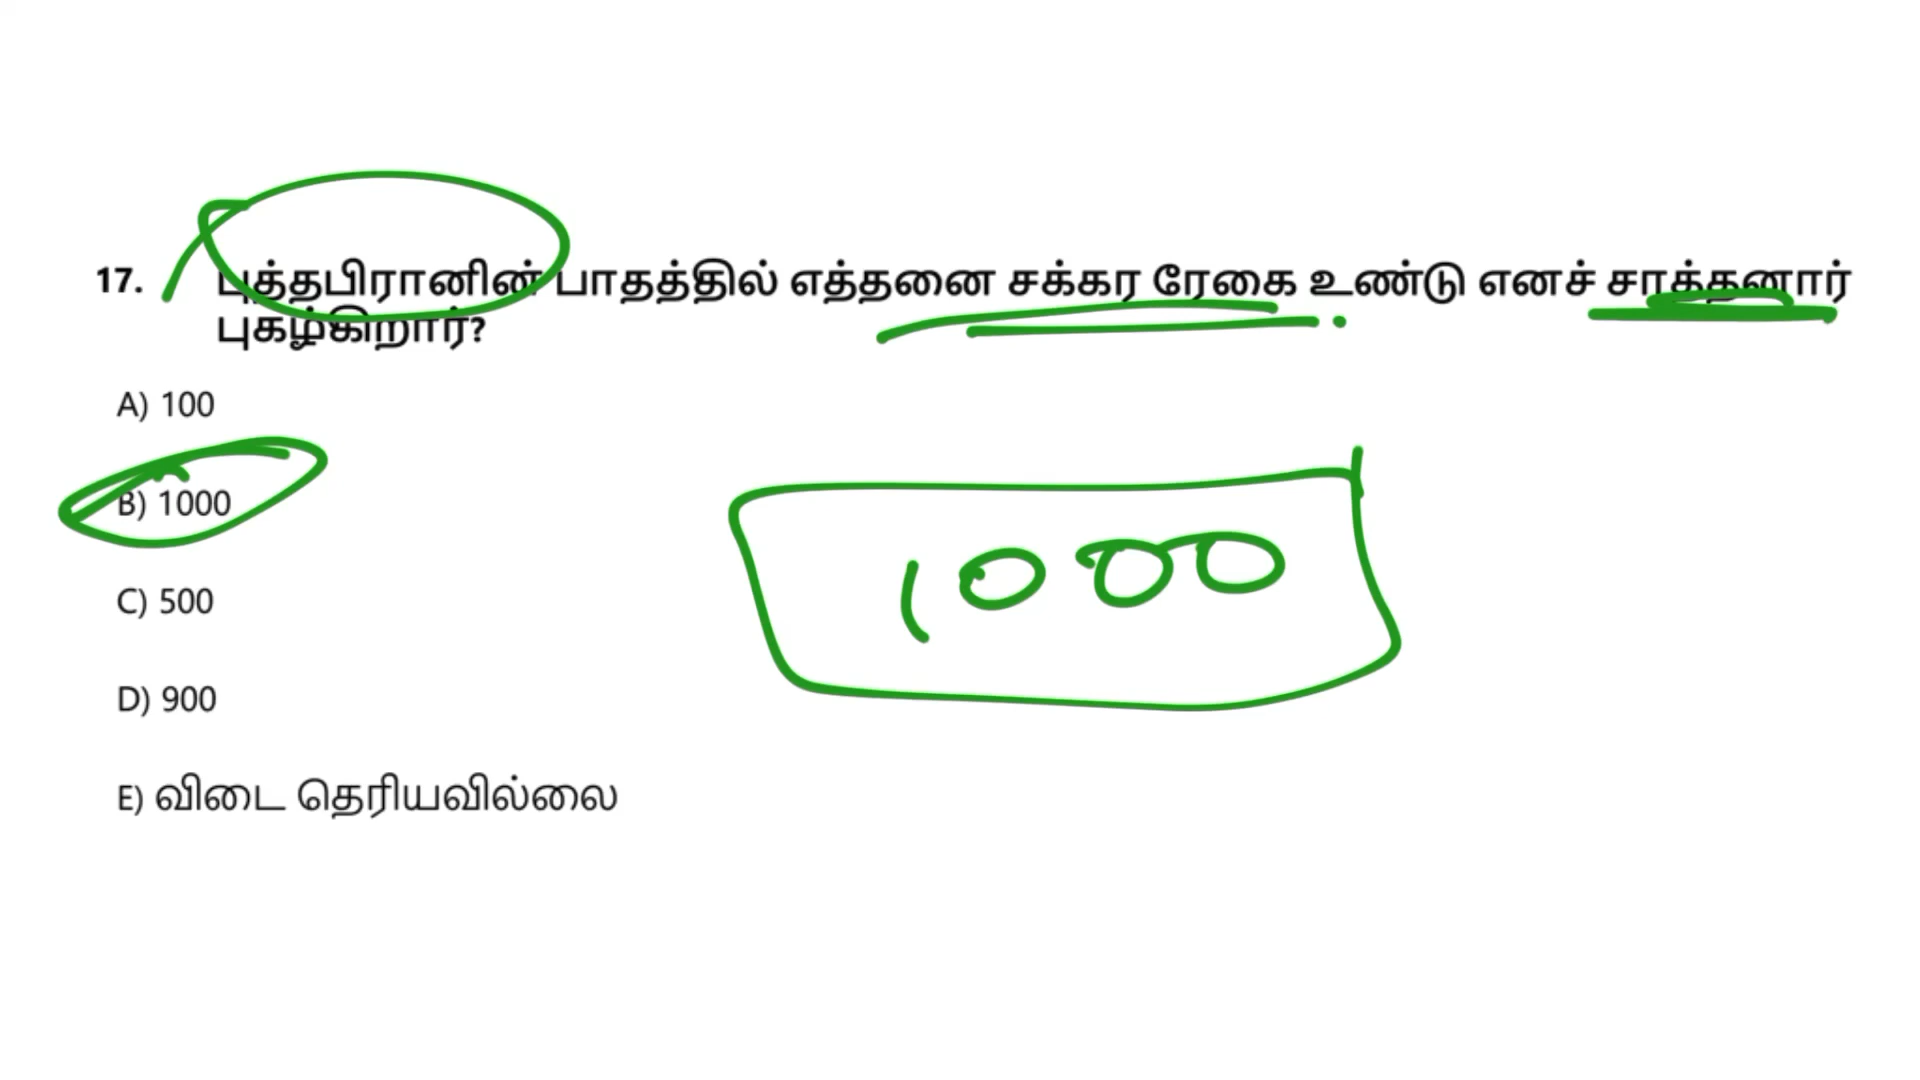 17. புத்தபிரானின் பாதத்தில் எத்தனை சக்கர ரேகை உண்டு எனச் சாத்தனார்
புகழ்கிறார்?
A) 100
B) 1000
1000
C) 500
D) 900
E) விடை தெரியவில்லை